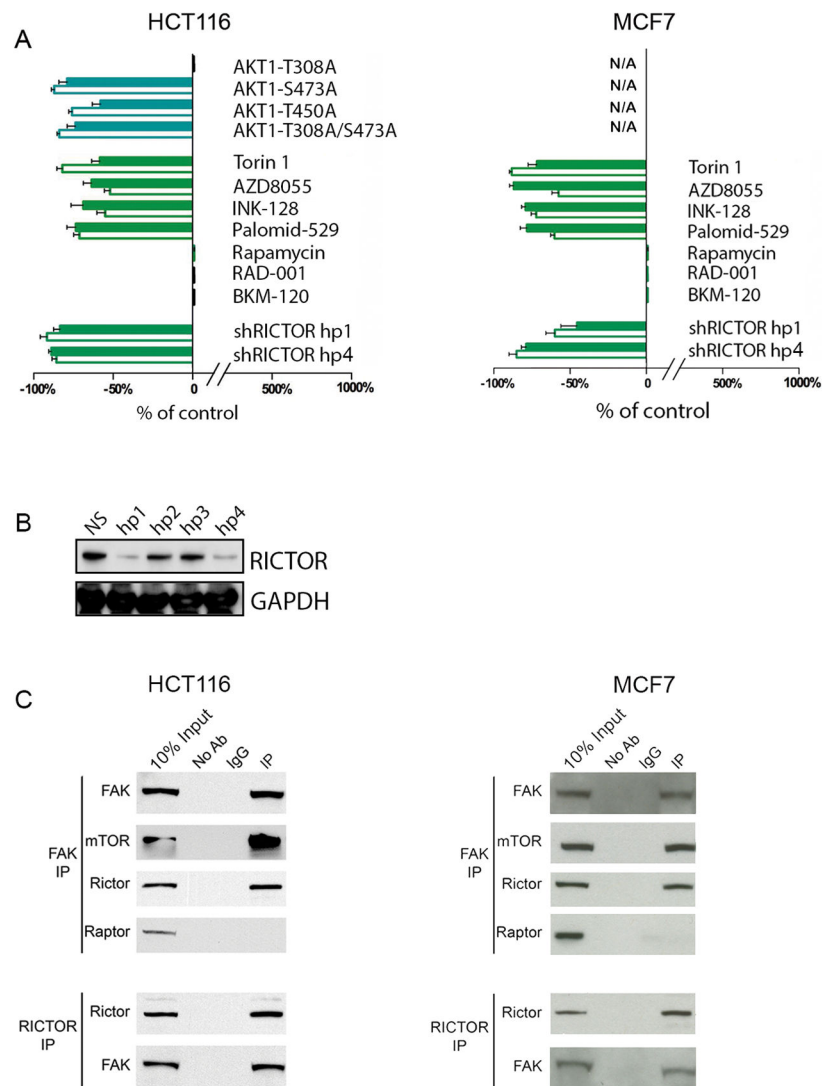 HCT116
MCF7
A
AKT1-T308A
AKT1-S473A
AKT1-T450A
AKT1-T308A/S473A
Torin 1
AZD8055
INK-128
Palomid-529
Rapamycin
RAD-001
BKM-120
shRICTOR hp1
shRICTOR hp4
-100%
-50%
0
500%
1000%
% of control
N/A
N/A
N/A
N/A
Torin 1
AZD8055
INK-128
Palomid-529
Rapamycin
RAD-001
BKM-120
shRICTOR hp1
shRICTOR hp4
-100%
-50%
0
500%
1000%
% of control
B
NS hp1 hp2 hp3 hp4
RICTOR
GAPDH
C
HCT116
10% Input No Ab IgG IP
FAK IP
FAK
mTOR
Rictor
Raptor
RICTOR IP
Rictor
FAK
MCF7
10% Input No Ab IgG IP
FAK IP
FAK
mTOR
Rictor
Raptor
RICTOR IP
Rictor
FAK